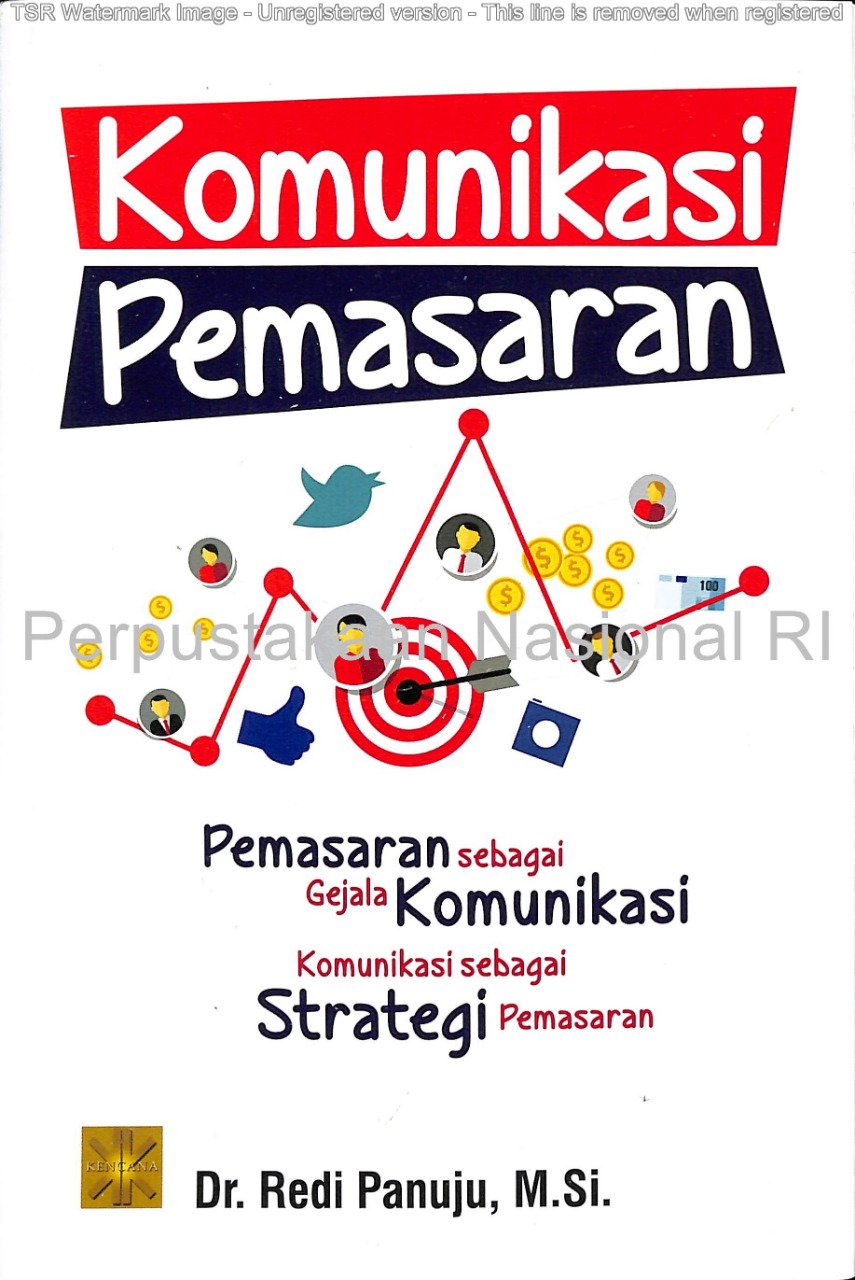 TSR Watermark Image - Unregistered version - This line is removed when registered
Komunikasi
Pemasaran
100
Perpustakaan Nasional RI
Pemasaran sebagai
Gejala Komunikasi
Komunikasi sebagai
Strategi Pemasaran
KENCANA
Dr. Redi Panuju, M.Si.